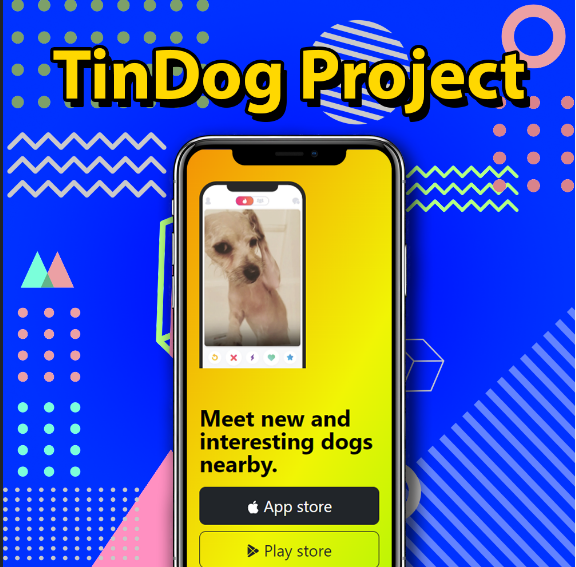 TinDog Project
Meet new and
interesting dogs
nearby.
App store
Play store